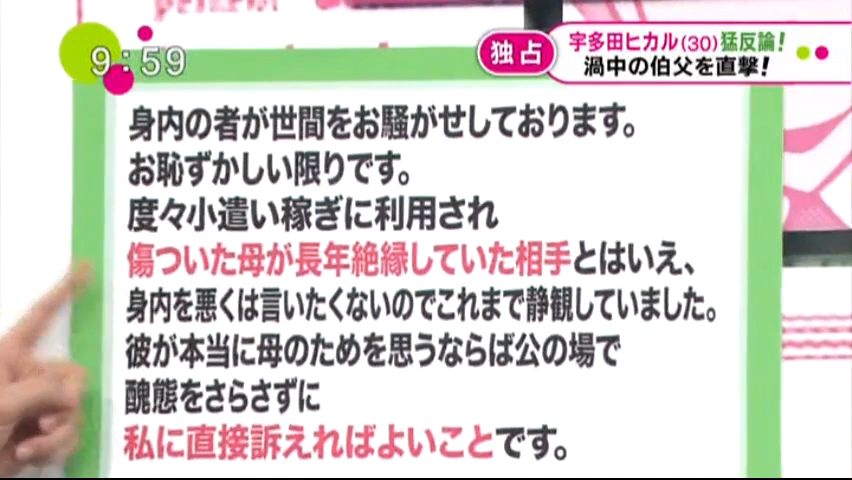 9:59
独占
宇多田ヒカル(30)猛反論!
渦中の伯父を直撃!
身内の者が世間をお騒がせしております。
お恥ずかしい限りです。
度々小遣い稼ぎに利用され
傷ついた母が長年絶縁していた相手とはいえ、
身内を悪くは言いたくないのでこれまで静観していました。
彼が本当に母のためを思うならば公の場で
醜態をさらさずに
私に直接訴えればよいことです。